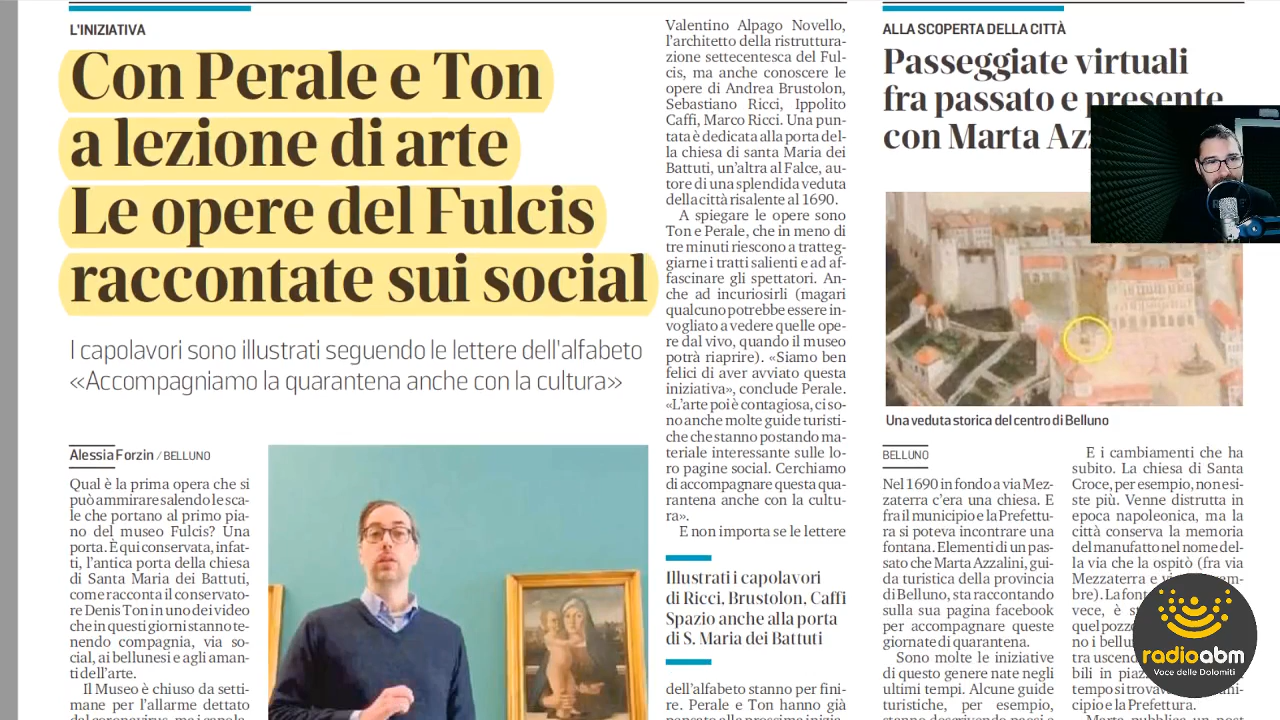 L'INIZIATIVA
Con Perale e Ton
a lezione di arte
Le opere del Fulcis
raccontate sui social
I capolavori sono illustrati seguendo le lettere dell'alfabeto
«Accompagniamo la quarantena anche con la cultura»
Alessia Forzin / BELLUNO
Qual è la prima opera che si
può ammirare salendo le sca-
le che portano al primo pia-
no del museo Fulcis? Una
porta. È qui conservata, infat-
ti, l'antica porta della chiesa
di Santa Maria dei Battuti,
come racconta il conservato-
re Denis Ton in uno dei video
che in questi giorni stanno te-
nendo compagnia, via so-
cial, ai bellunesi e agli aman-
ti dell'arte.
Il Museo è chiuso da setti-
mane per l'allarme dettato
Valentino Alpago Novello,
l'architetto della ristruttura-
zione settecentesca del Ful-
cis, ma anche conoscere le
opere di Andrea Brustolon,
Sebastiano Ricci, Ippolito
Caffi, Marco Ricci. Una pun-
tata è dedicata alla porta del-
la chiesa di santa Maria dei
Battuti, un'altra al Falce, au-
tore di una splendida veduta
della città risalente al 1690.
A spiegare le opere sono
Ton e Perale, che in meno di
tre minuti riescono a tratteg-
giarne i tratti salienti e ad af-
fascinare gli spettatori. An-
che ad incuriosirli (magari
qualcuno potrebbe essere in-
vogliato a vedere quelle ope-
re dal vivo, quando il museo
potrà riaprire). «Siamo ben
felici di aver avviato questa
iniziativa», conclude Perale.
«L'arte poi è contagiosa, ci so-
no anche molte guide turisti-
che che stanno postando ma-
teriale interessante sulle lo-
ro pagine social. Cerchiamo
di accompagnare questa qua-
rantena anche con la cultu-
ra».
E non importa se le lettere
Illustrati i capolavori
di Ricci, Brustolon, Caffi
Spazio anche alla porta
di S. Maria dei Battuti
dell'alfabeto stanno per fini-
re. Perale e Ton hanno già
ALLA SCOPERTA DELLA CITTÀ
Passeggiate virtuali
fra passato e presente
con Marta
Una veduta storica del centro di Belluno
BELLUNO
Nel 1690 in fondo a via Mez-
zaterra c'era una chiesa. E
fra il municipio e la Prefettu-
ra si poteva incontrare una
fontana. Elementi di un pas-
sato che Marta Azzalini, gui-
da turistica della provincia
di Belluno, sta raccontando
sulla sua pagina facebook
per accompagnare queste
giornate di quarantena.
Sono molte le iniziative
di questo genere nate negli
ultimi tempi. Alcune guide
turistiche, per esempio,
E i cambiamenti che ha
subito. La chiesa di Santa
Croce, per esempio, non esi-
ste più. Venne distrutta in
epoca napoleonica, ma la
città conserva la memoria
del manufatto nel nome del-
la via che la ospitò (fra via
Mezzaterra e
bre). La
vece, è
quel
no i
tra
bili in
tempo si
cipio e la Prefettura.
radioabm
Voce delle Dolomiti